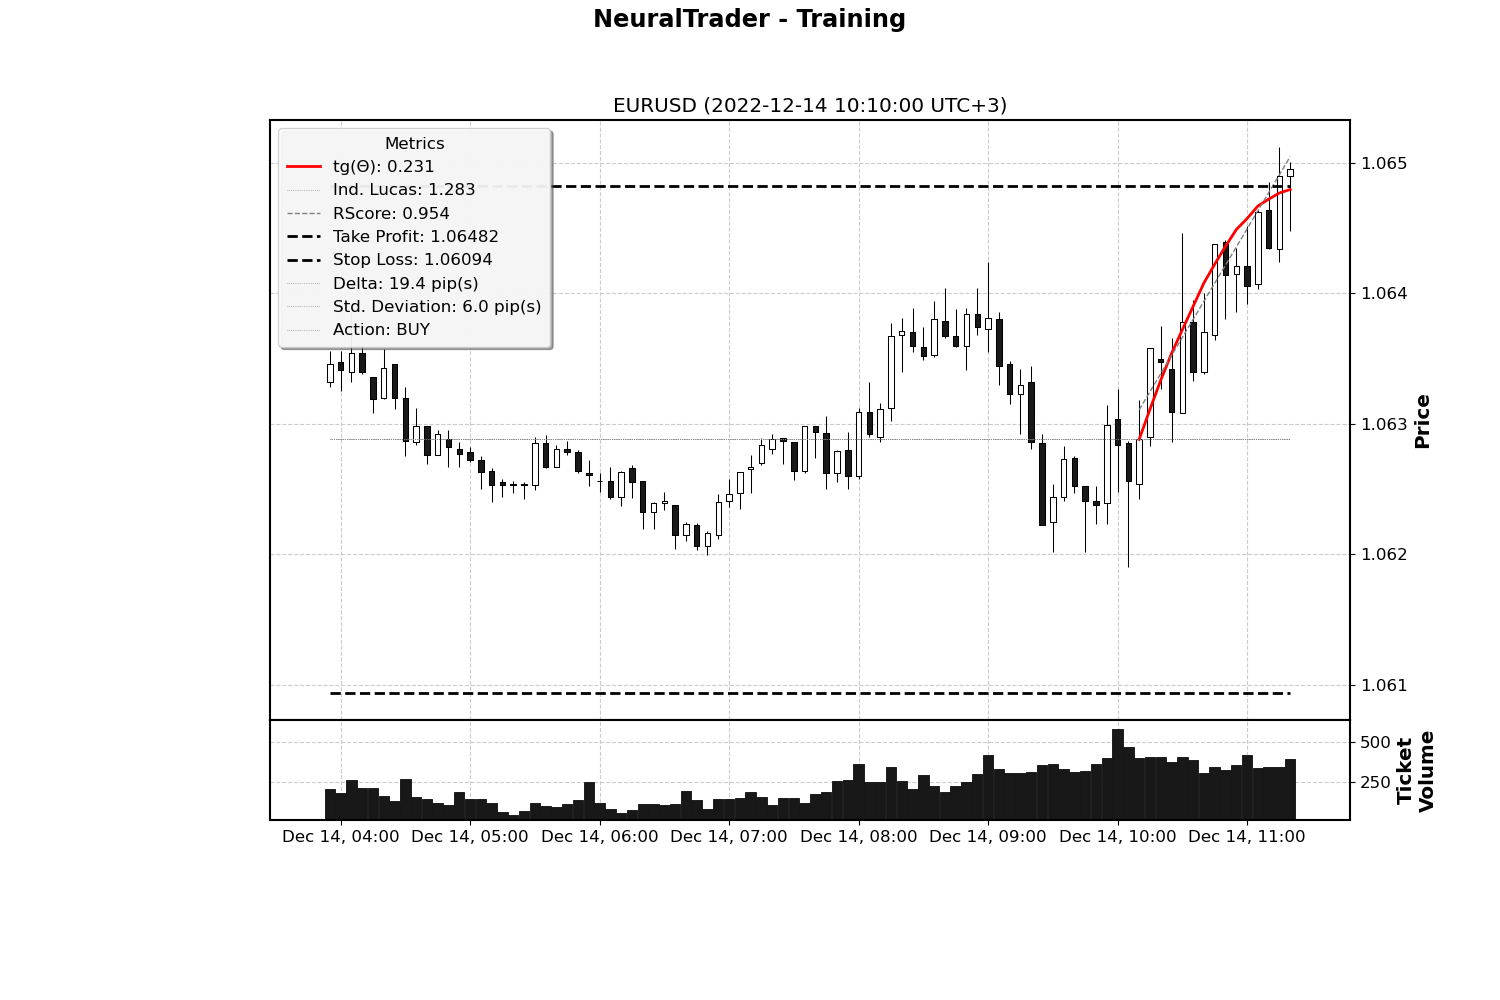 NeuralTrader - Training
EURUSD (2022-12-14 10:10:00 UTC+3)
Metrics
tg(Θ): 0.231
Ind. Lucas: 1.283
RScore: 0.954
Take Profit: 1.06482
Stop Loss: 1.06094
Delta: 19.4 pip(s)
Std. Deviation: 6.0 pip(s)
Action: BUY
1.065
1.064
1.063
1.062
1.061
Price
500
250
Ticket
Volume
Dec 14, 04:00
Dec 14, 05:00
Dec 14, 06:00
Dec 14, 07:00
Dec 14, 08:00
Dec 14, 09:00
Dec 14, 10:00
Dec 14, 11:00